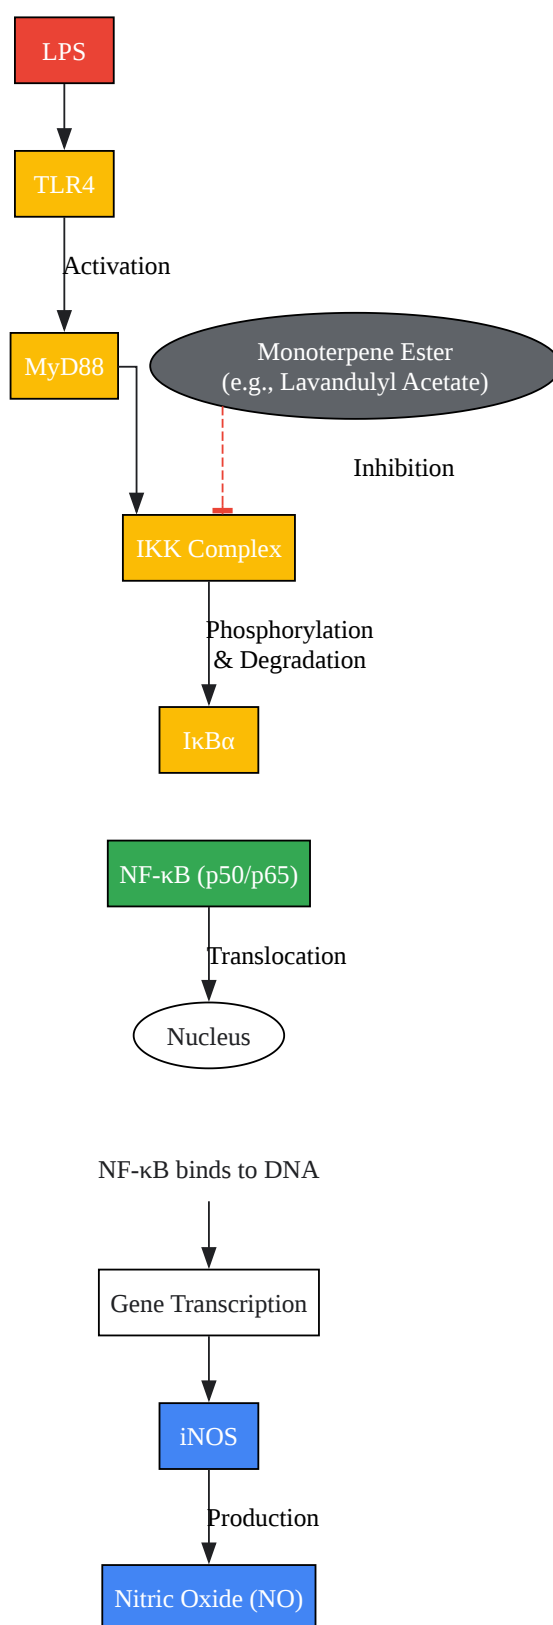 LPS
TLR4
Activation
MyD88
Monoterpene Ester
(e.g., Lavandulyl Acetate)
Inhibition
IKK Complex
Phosphorylation
& Degradation
IκBα
NF-κB (p50/p65)
Translocation
Nucleus
NF-κB binds to DNA
Gene Transcription
iNOS
Production
Nitric Oxide (NO)